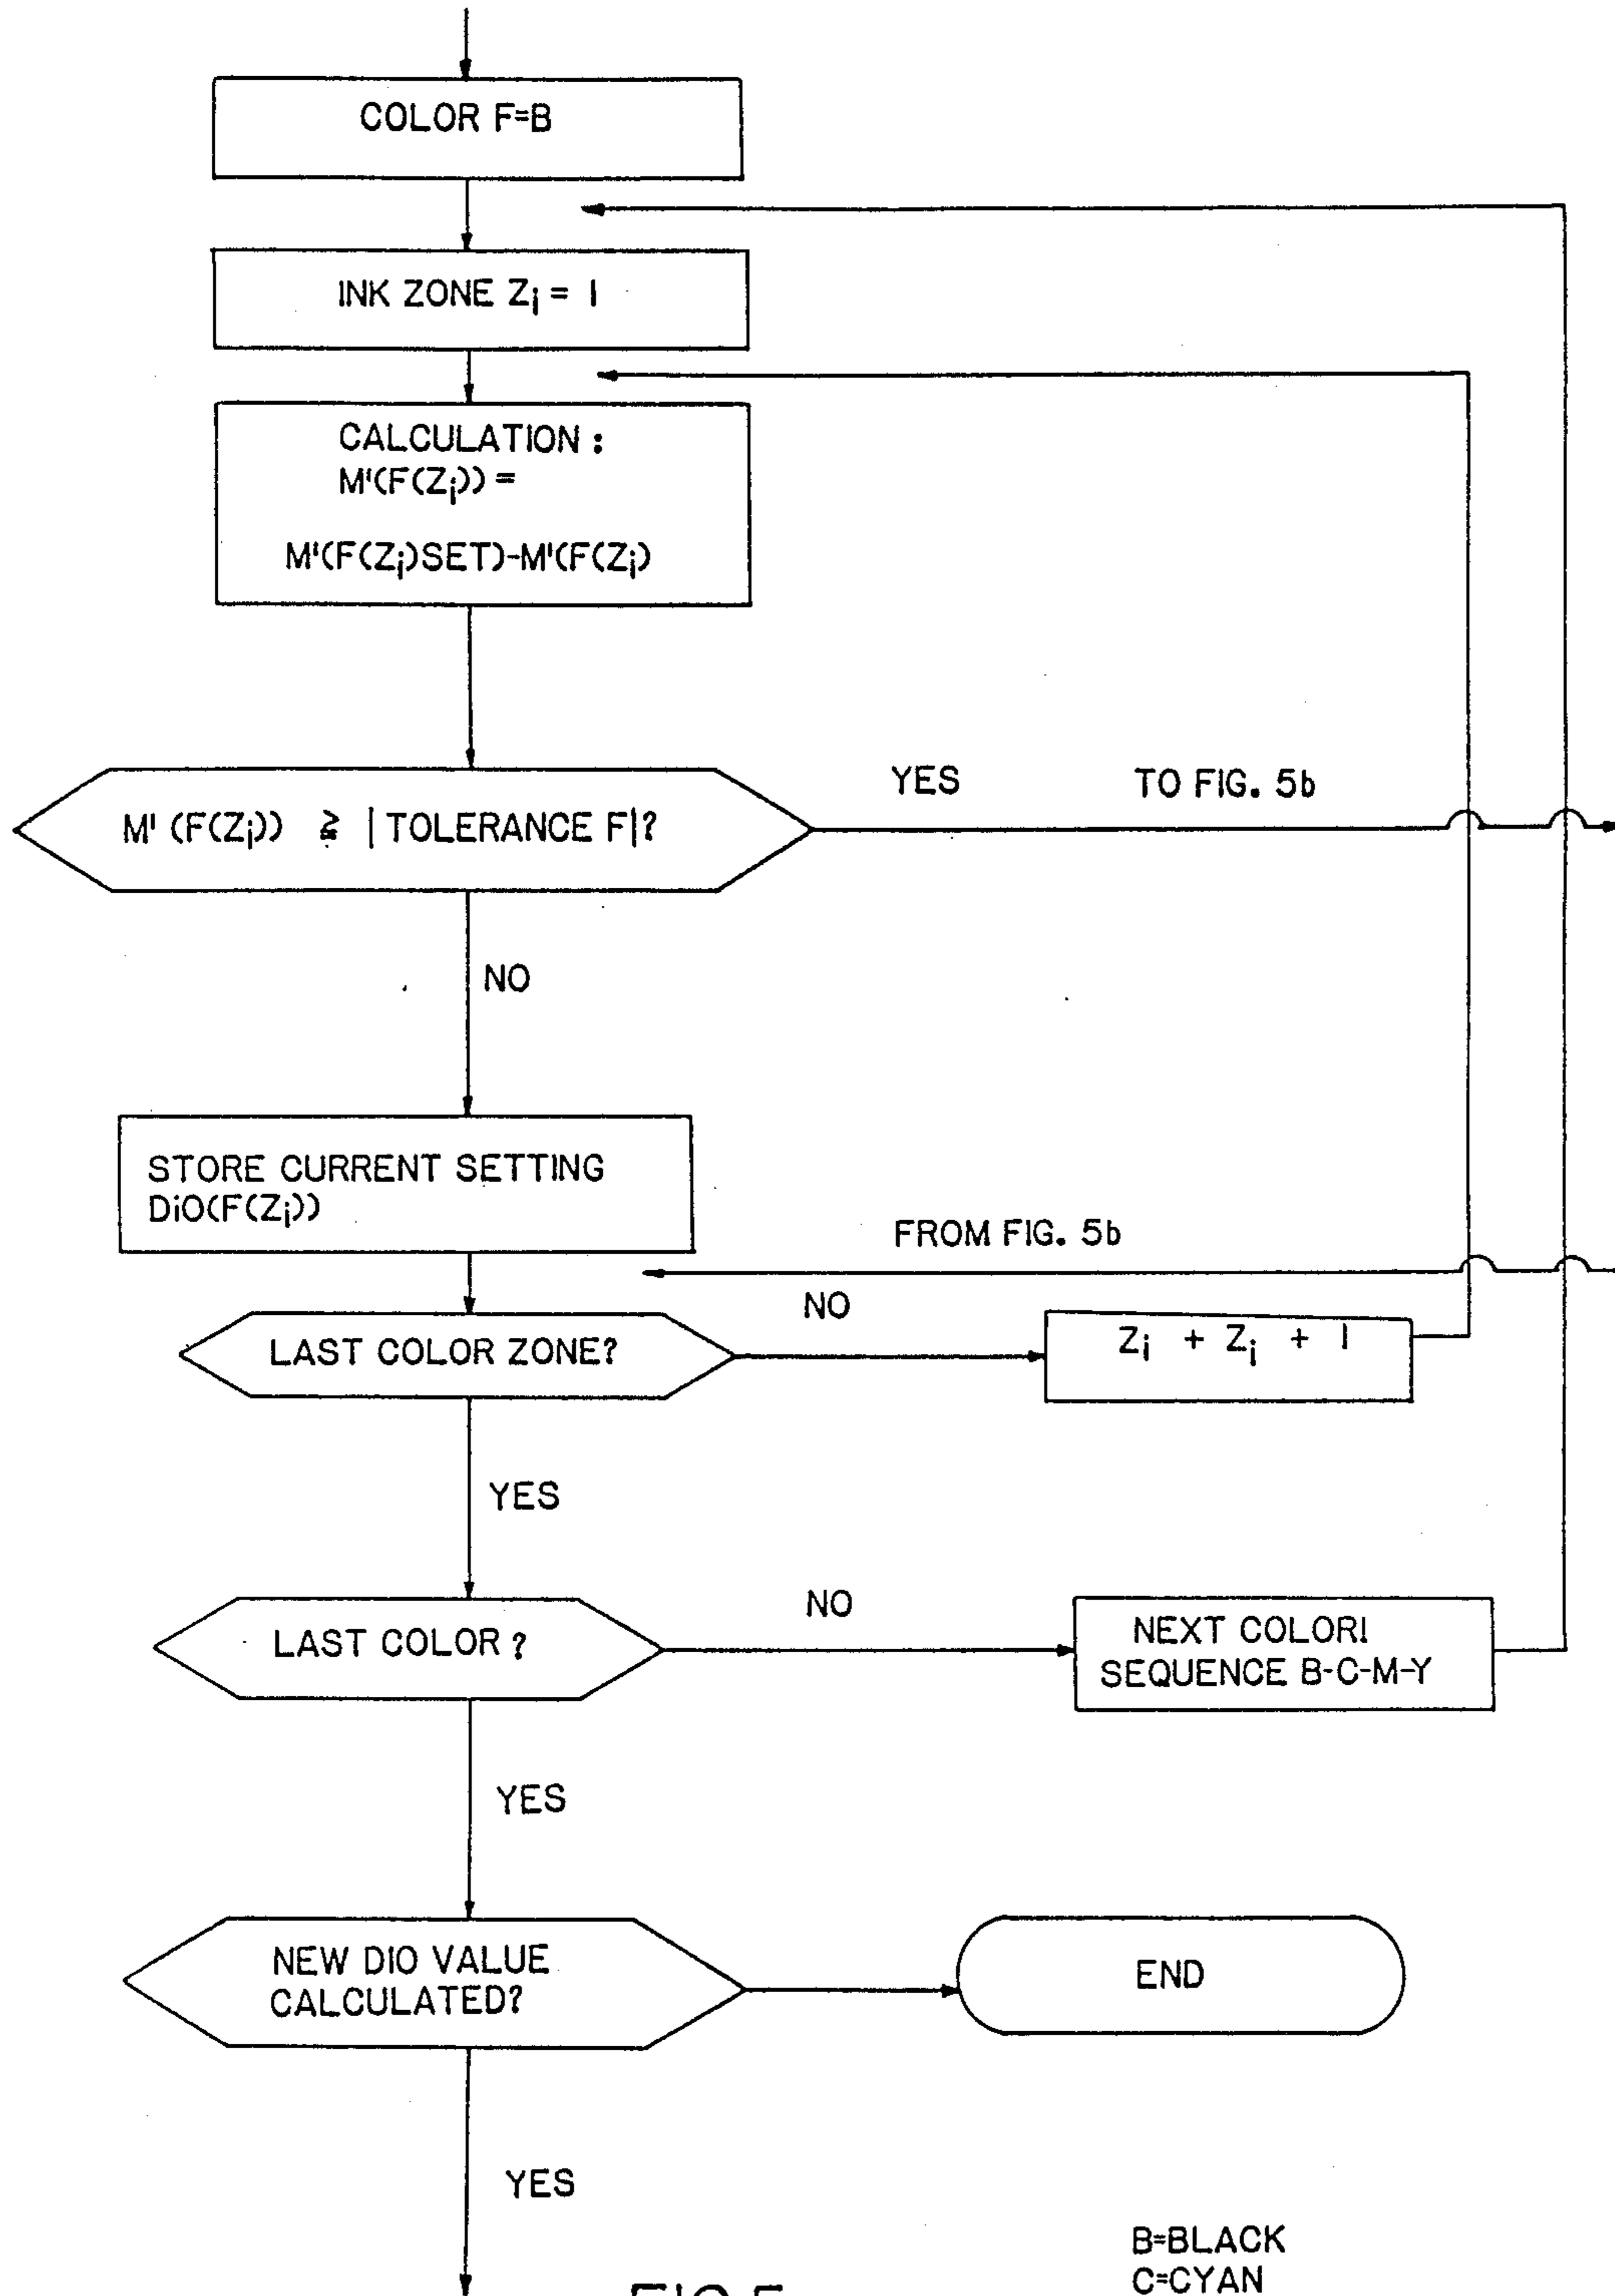 COLOR F=B
INK ZONE Zi = 1
CALCULATION :
M'(F(Zi)) =
M'(F(Zi)SET)-M'(F(Zi)
M' (F(Zi)) ≧ | TOLERANCE F|?
YES
TO FIG. 5b
NO
STORE CURRENT SETTING
DiO(F(Zi))
FROM FIG. 5b
LAST COLOR ZONE?
NO
Zi + Zi + 1
YES
LAST COLOR ?
NO
NEXT COLOR!
SEQUENCE B-C-M-Y
YES
NEW DIO VALUE
CALCULATED?
END
YES
B=BLACK
C=CYAN